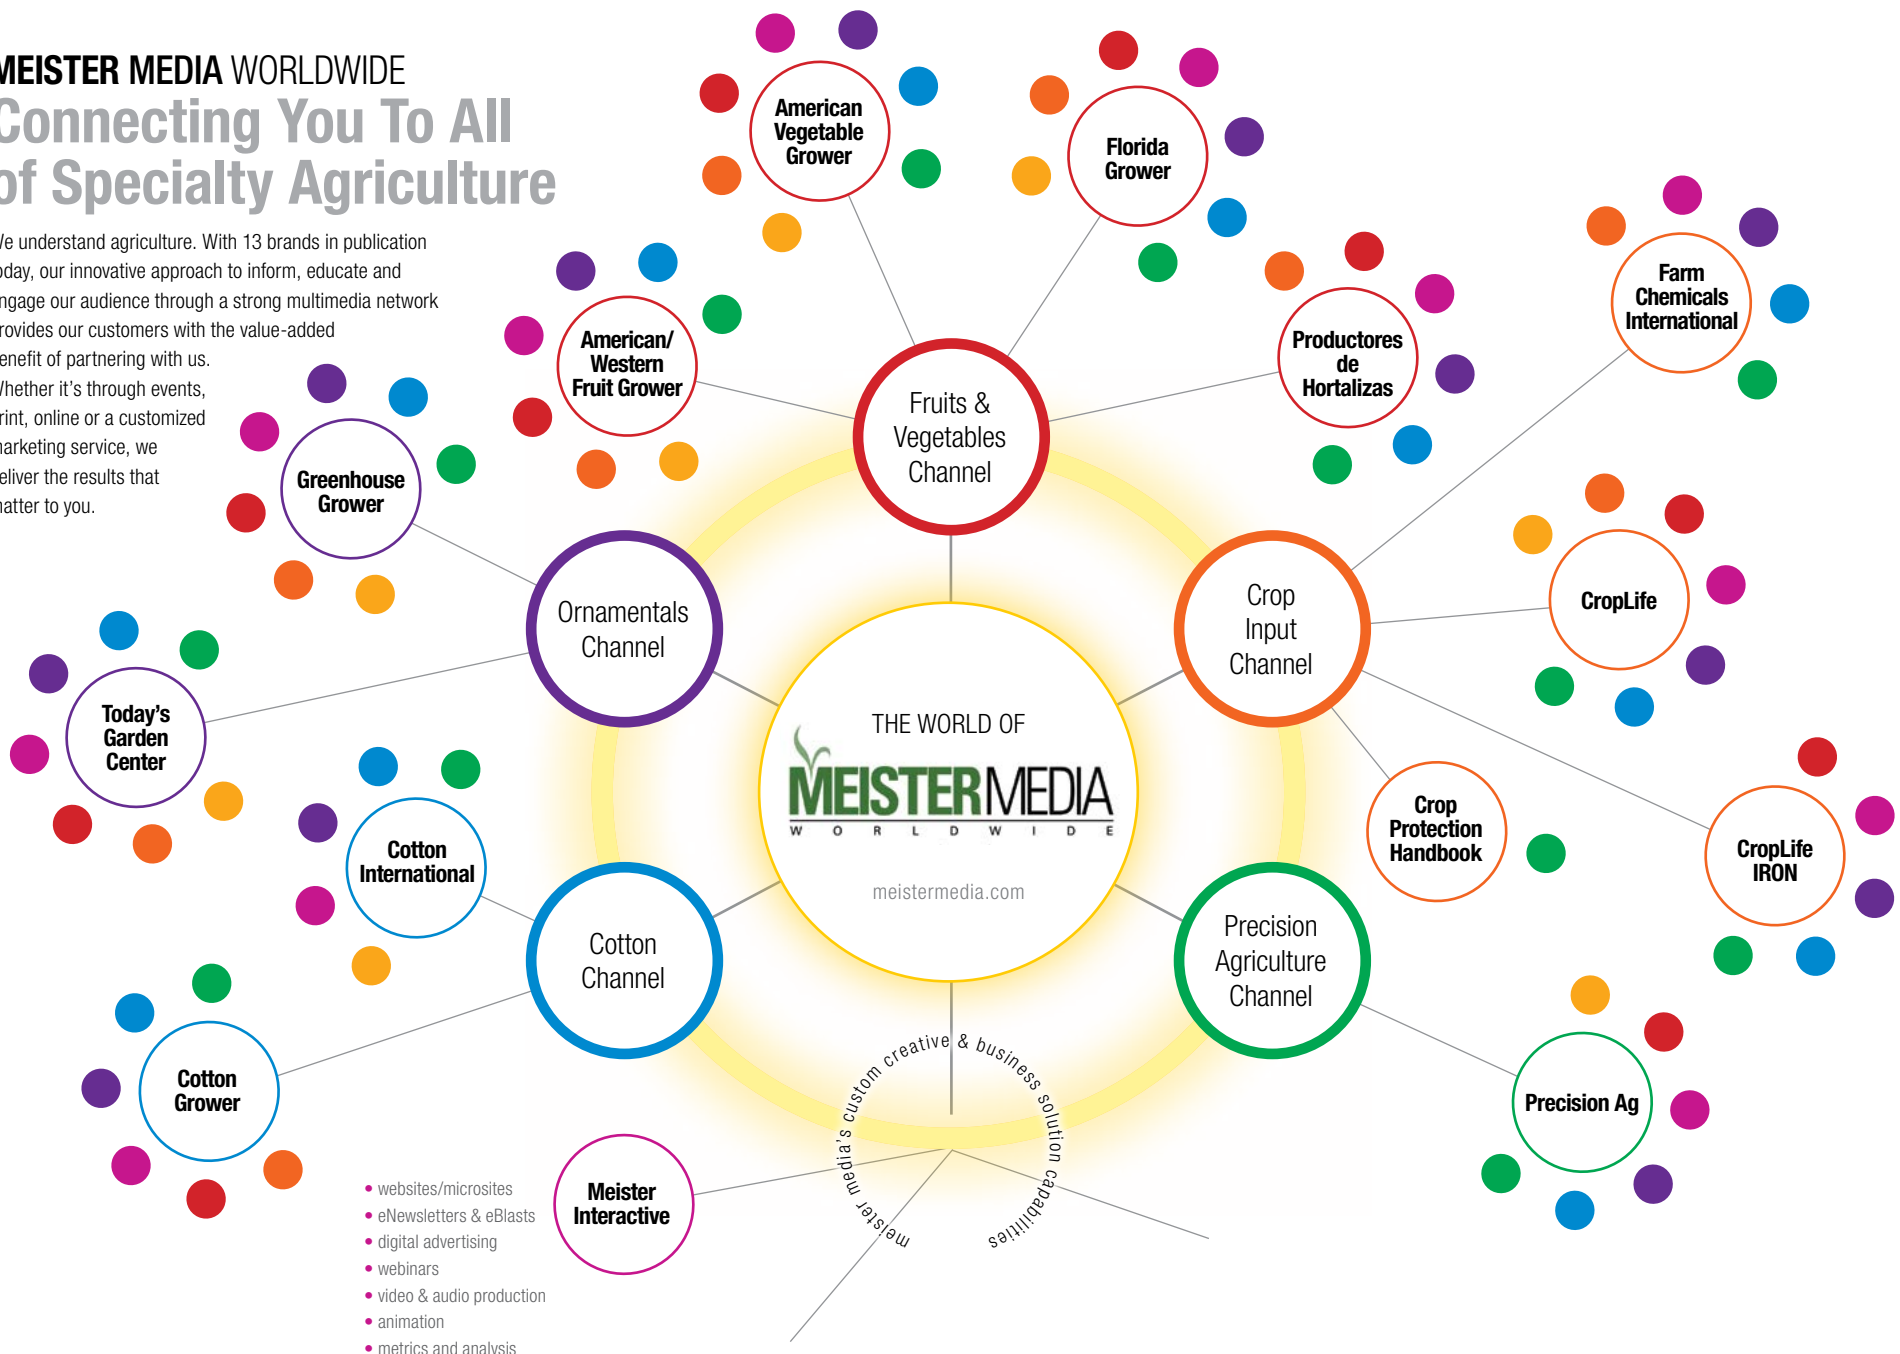 MEISTER MEDIA WORLDWIDE
Connecting You To All
of Specialty Agriculture
We understand agriculture. With 13 brands in publication
oday, our innovative approach to inform, educate and
ngage our audience through a strong multimedia network
rovides our customers with the value-added
enefit of partnering with us.
Whether it's through events,
rint, online or a customized
marketing service, we
eliver the results that
matter to you.
American
Vegetable
Grower
Florida
Grower
Farm
Chemicals
International
American/
Western
Fruit Grower
Productores
de
Hortalizas
Greenhouse
Grower
Fruits &
Vegetables
Channel
CropLife
Ornamentals
Channel
Crop
Input
Channel
Today's
Garden
Center
THE WORLD OF
MEISTERMEDIA
WORLDWIDE
meistermedia.com
Cotton
International
Crop
Protection
Handbook
CropLife
IRON
Cotton
Channel
Precision
Agriculture
Channel
Cotton
Grower
Precision Ag
meister media's custom creative & business solution capabilities
Meister
Interactive
• websites/microsites
• eNewsletters & eBlasts
• digital advertising
• webinars
• video & audio production
• animation
• metrics and analysis